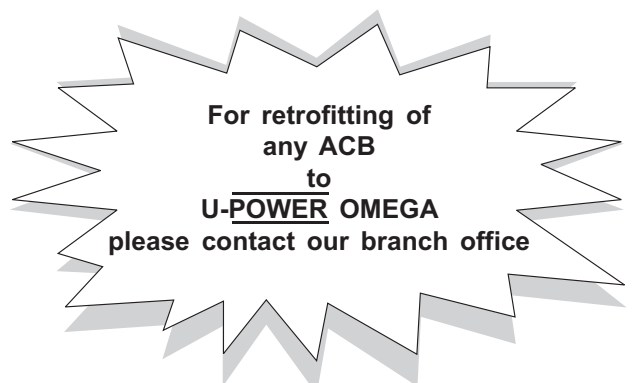 For retrofitting of
any ACB
to
U-POWER OMEGA
please contact our branch office